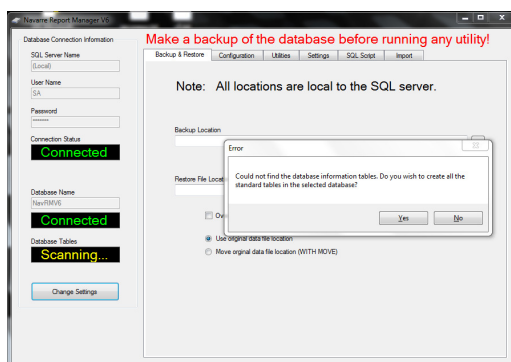 Navarre Report Manager V6
Database Connection Information
SQL Server Name
(Local)
User Name
SA
Password
*******
Connection Status
Connected
Database Name
NavRMV6
Connected
Database Tables
Scanning...
Change Settings
Make a backup of the database before running any utility!
Backup & Restore
Configuration
Utilities
Settings
SQL Script
Import
Note: All locations are local to the SQL server.
Backup Location
Restore File Locat
Ov
Use orginal data file location
Move orginal data file location (WITH MOVE)
Error
Could not find the database information tables. Do you wish to create all the
standard tables in the selected database?
Yes
No